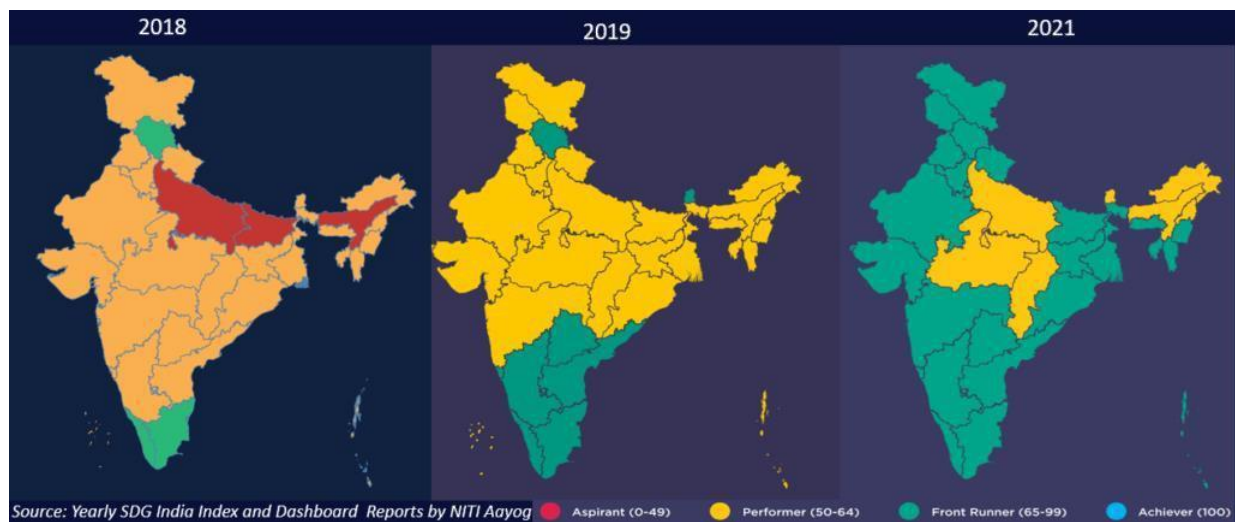 2018
2019
2021
Source: Yearly SDG India Index and Dashboard Reports by NITI Aayog
Aspirant (0-49)
Performer (50-64)
Front Runner (65-99)
Achiever (100)